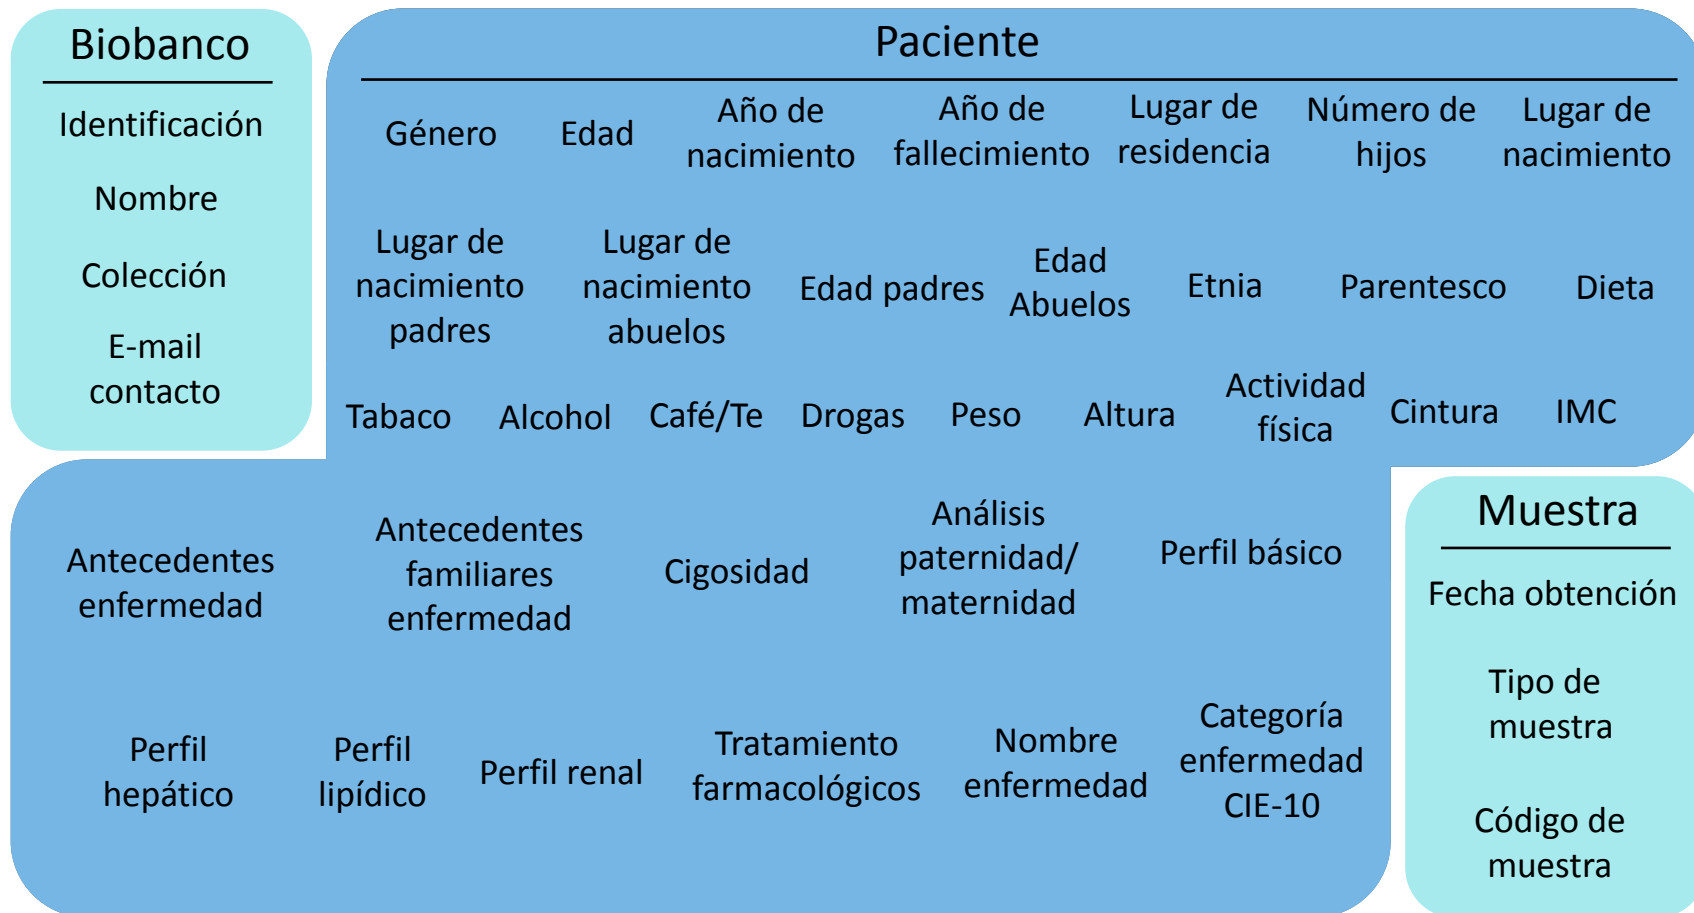 Biobanco
Identificación
Nombre
Colección
E-mail
contacto
Paciente
Género
Edad
Año de
nacimiento
Año de
fallecimiento
Lugar de
residencia
Número de
hijos
Lugar de
nacimiento
Lugar de
nacimiento
padres
Lugar de
nacimiento
abuelos
Edad padres
Edad
Abuelos
Etnia
Parentesco
Dieta
Tabaco
Alcohol
Café/Te
Drogas
Peso
Altura
Actividad
física
Cintura
IMC
Antecedentes
enfermedad
Antecedentes
familiares
enfermedad
Cigosidad
Análisis
paternidad/
maternidad
Perfil básico
Perfil
hepático
Perfil
lipídico
Perfil renal
Tratamiento
farmacológicos
Nombre
enfermedad
Categoría
enfermedad
CIE-10
Muestra
Fecha obtención
Tipo de
muestra
Código de
muestra